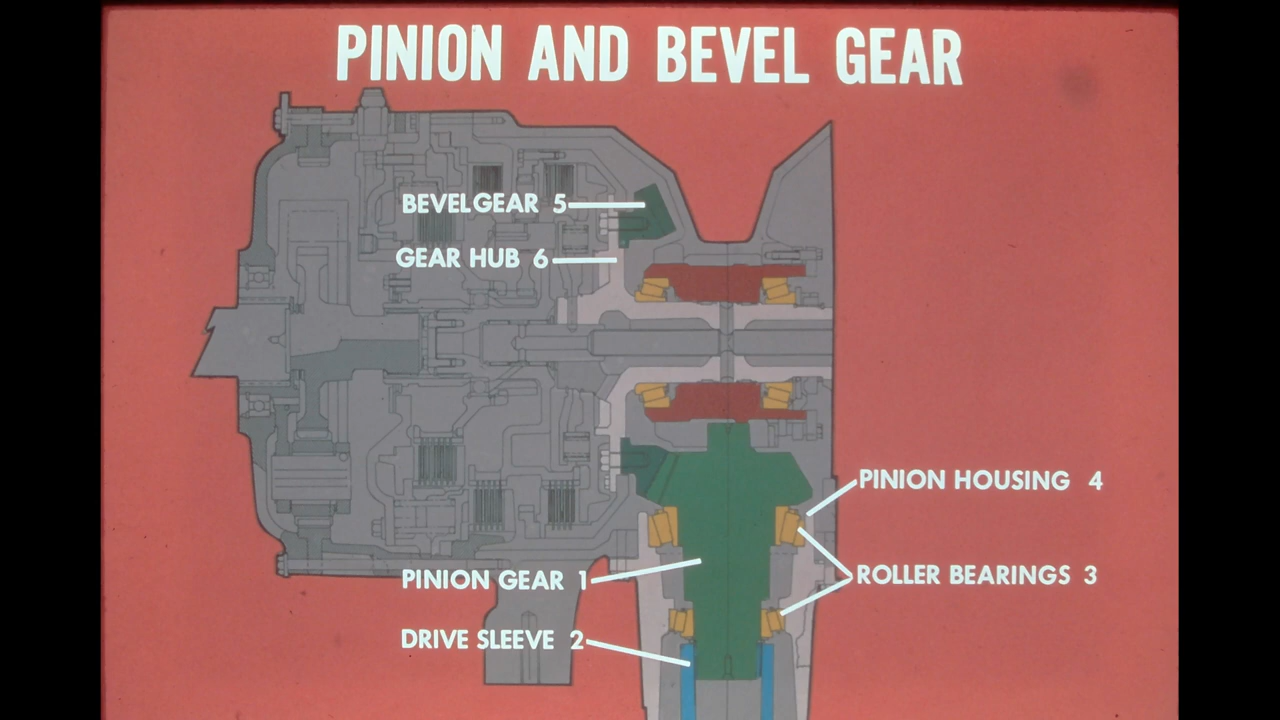 PINION AND BEVEL GEAR
BEVELGEAR 5
GEAR HUB 6
PINION HOUSING 4
ROLLER BEARINGS 3
PINION GEAR 1
DRIVE SLEEVE 2